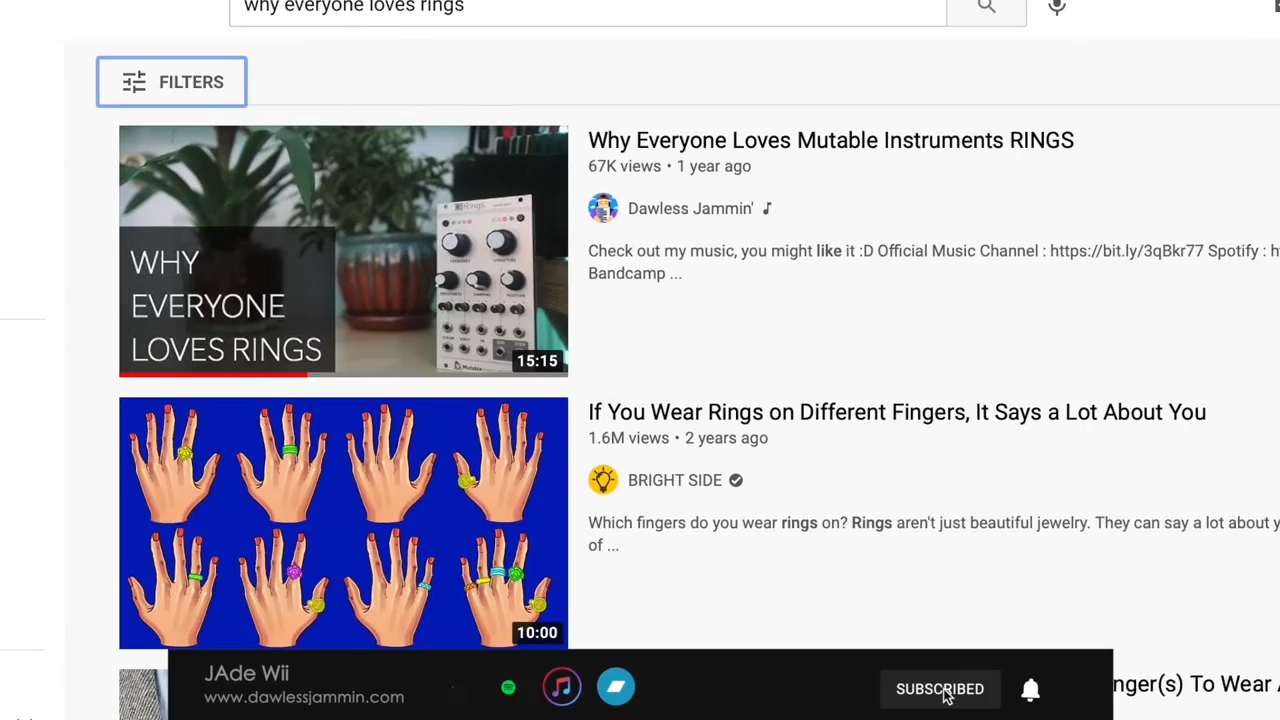 why everyone loves rings
FILTERS
Rings
WHY
EVERYONE
LOVES RINGS
15:15
Why Everyone Loves Mutable Instruments RINGS
67K views • 1 year ago
Dawless Jammin' ♪
Check out my music, you might like it :D Official Music Channel : https://bit.ly/3qBkr77 Spotify : h
Bandcamp ...
10:00
If You Wear Rings on Different Fingers, It Says a Lot About You
1.6M views • 2 years ago
BRIGHT SIDE
Which fingers do you wear rings on? Rings aren't just beautiful jewelry. They can say a lot about y
of ...
nger(s) To Wear
JAde Wii
www.dawlessjammin.com
SUBSCRIBED